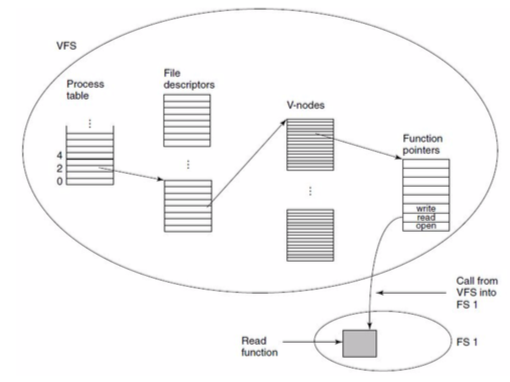 VFS
Process
table
File
descriptors
V-nodes
Function
pointers
4
2
0
write
read
open
Call from
VFS into
FS 1
Read
function
FS 1